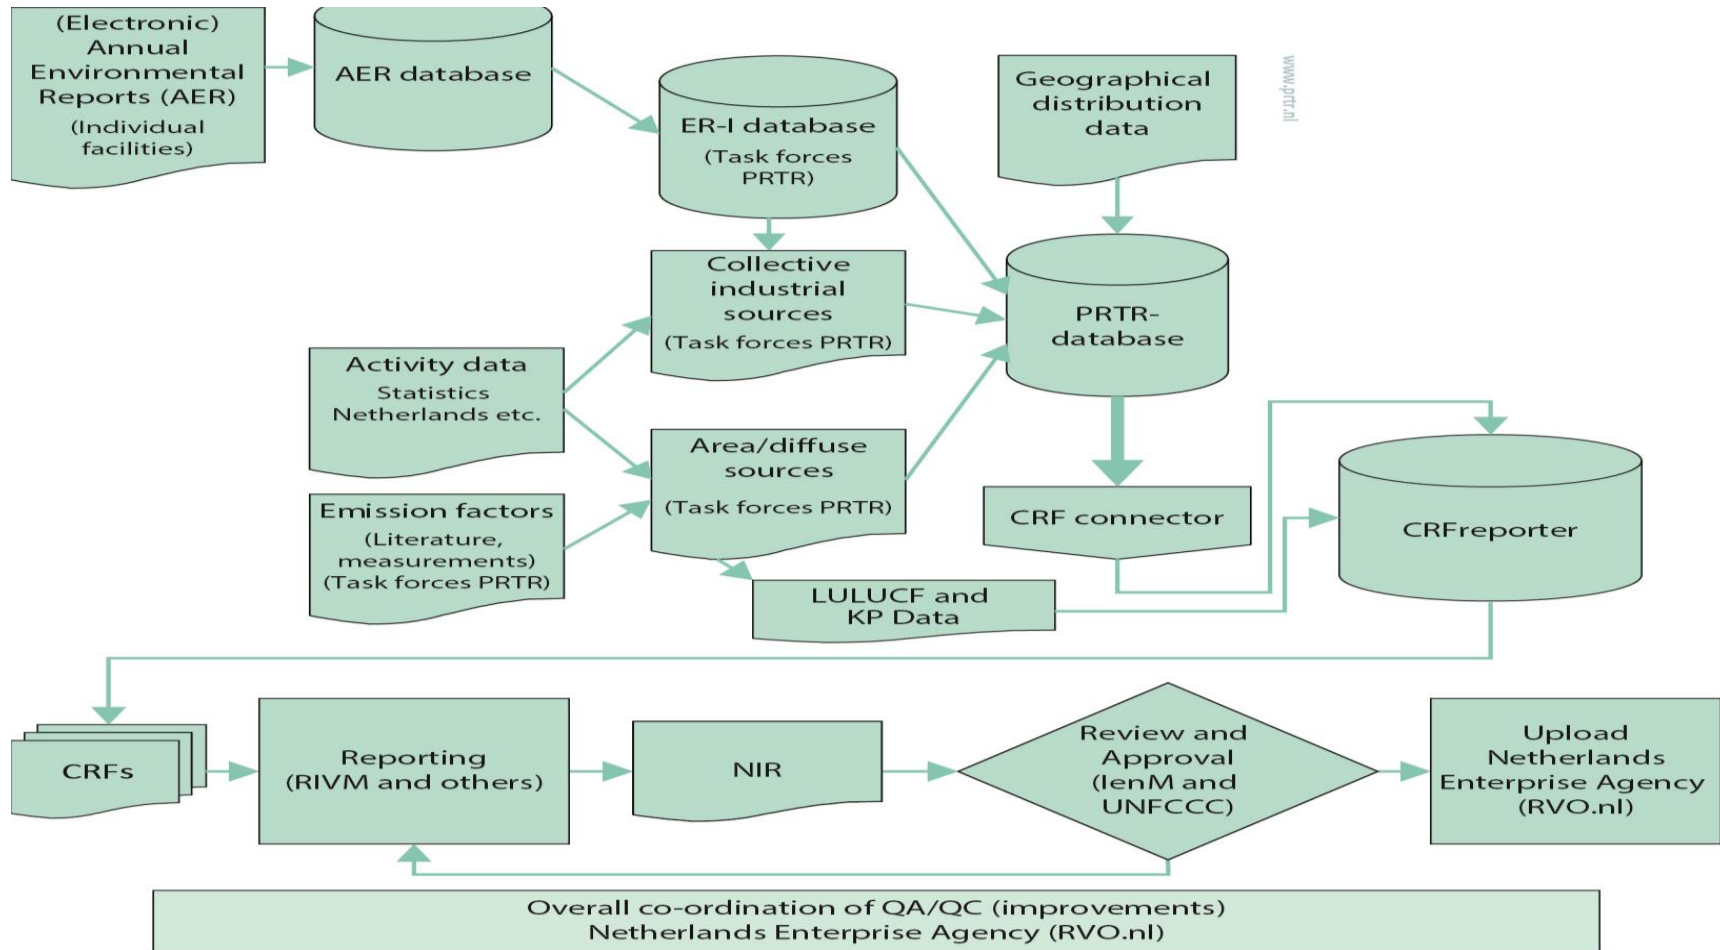 (Electronic)
Annual
Environmental
Reports (AER)
(Individual
facilities)
AER database
ER-I database
(Task forces
PRTR)
Geographical
distribution
data
www.prtr.nl
Collective
industrial
sources
(Task forces PRTR)
PRTR-
database
Activity data
Statistics
Netherlands etc.
Area/diffuse
sources
(Task forces PRTR)
Emission factors
(Literature,
measurements)
(Task forces PRTR)
CRF connector
CRFreporter
LULUCF and
KP Data
CRFs
Reporting
(RIVM and others)
NIR
Review and
Approval
(IenM and
UNFCCC)
Upload
Netherlands
Enterprise Agency
(RVO.nl)
Overall co-ordination of QA/QC (improvements)
Netherlands Enterprise Agency (RVO.nl)